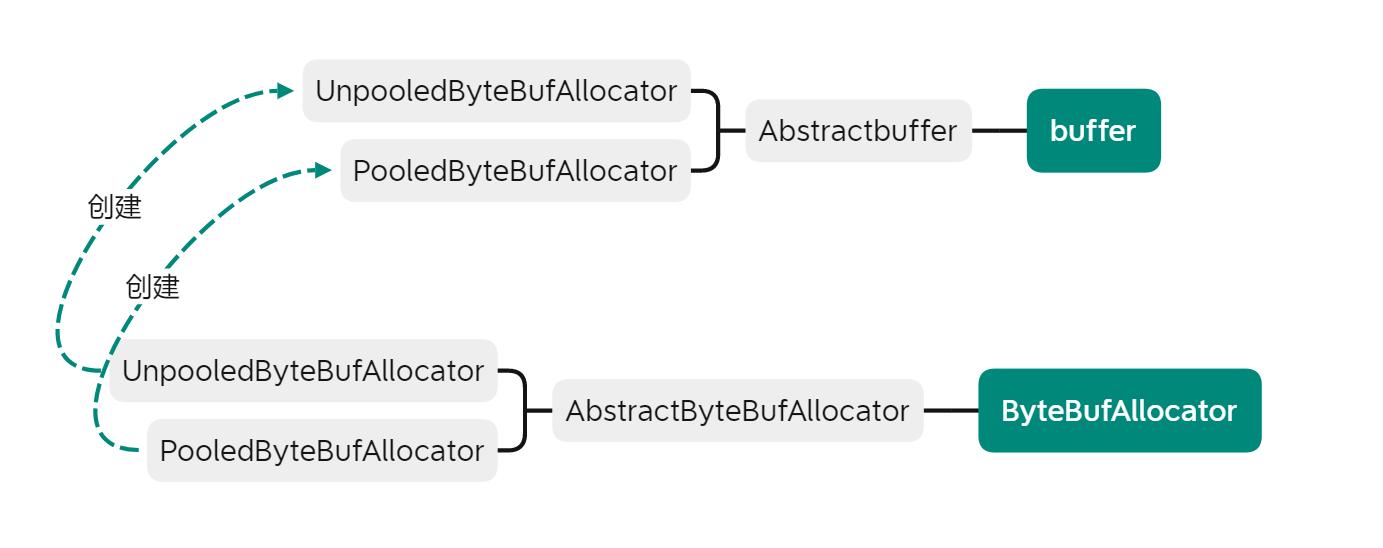 UnpooledByteBufAllocator
PooledByteBufAllocator
Abstractbuffer
buffer
创建
创建
UnpooledByteBufAllocator
PooledByteBufAllocator
AbstractByteBufAllocator
ByteBufAllocator